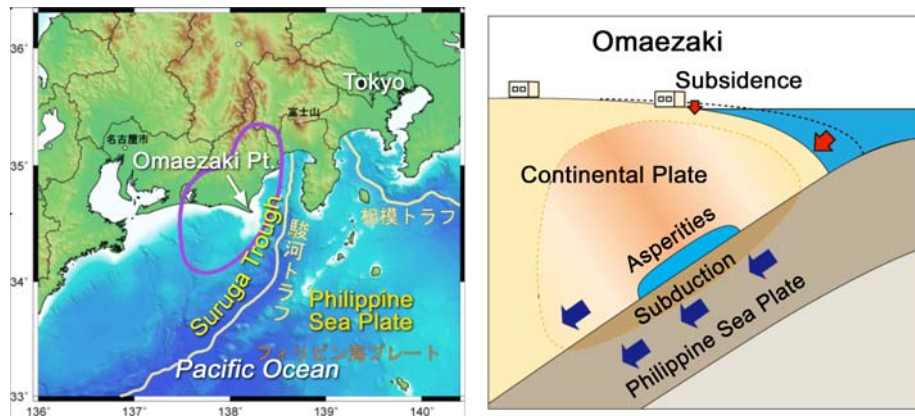 36°
35°
34°
33°
136°
137°
138°
139°
140°
Tokyo
富士山
名古屋市
Omaezaki Pt.
Suruga Trough
駿河トラフ
相模トラフ
Philippine
Sea Plate
フィリピン海プレート
Pacific Ocean
Omaezaki
Subsidence
Continental Plate
Asperities
Subduction
Philippine Sea Plate